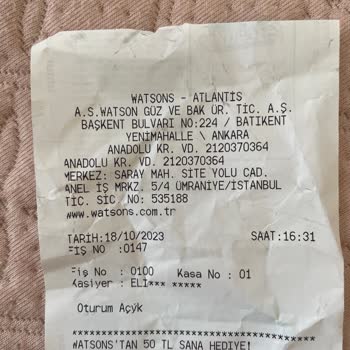 WATSONS - ATLANTİS
A.S.WATSON GÜZ VE BAK ÜR. TİC. A.Ş.
BAŞKENT BULVARI NO:224 / BATIKENT
YENİMAHALLE \ ANKARA
ANADOLU KR. VD. 2120370364
ANADOLU KR. VD. 2120370364
MERKEZ: SARAY MAH. SİTE YOLU CAD.
ANEL İŞ MRKZ. 5/4 ÜMRANİYE/İSTANBUL
TİC. SİC. NO: 535188
www.watsons.com.tr
TARİH:18/10/2023 SAAT:16:31
FİŞ NO :0147
Fiş No : 0100 Kasa No : 01
Kasiyer : ELİ*** *****
Oturum Açýk
************************************
WATSONS'TAN 50 TL SANA HEDİYE!